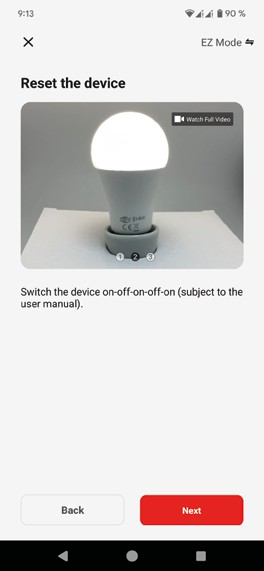 9:13
90 %
EZ Mode
Reset the device
Watch Full Video
CE
1 2 3
Switch the device on-off-on-off-on (subject to the
user manual).
Back
Next